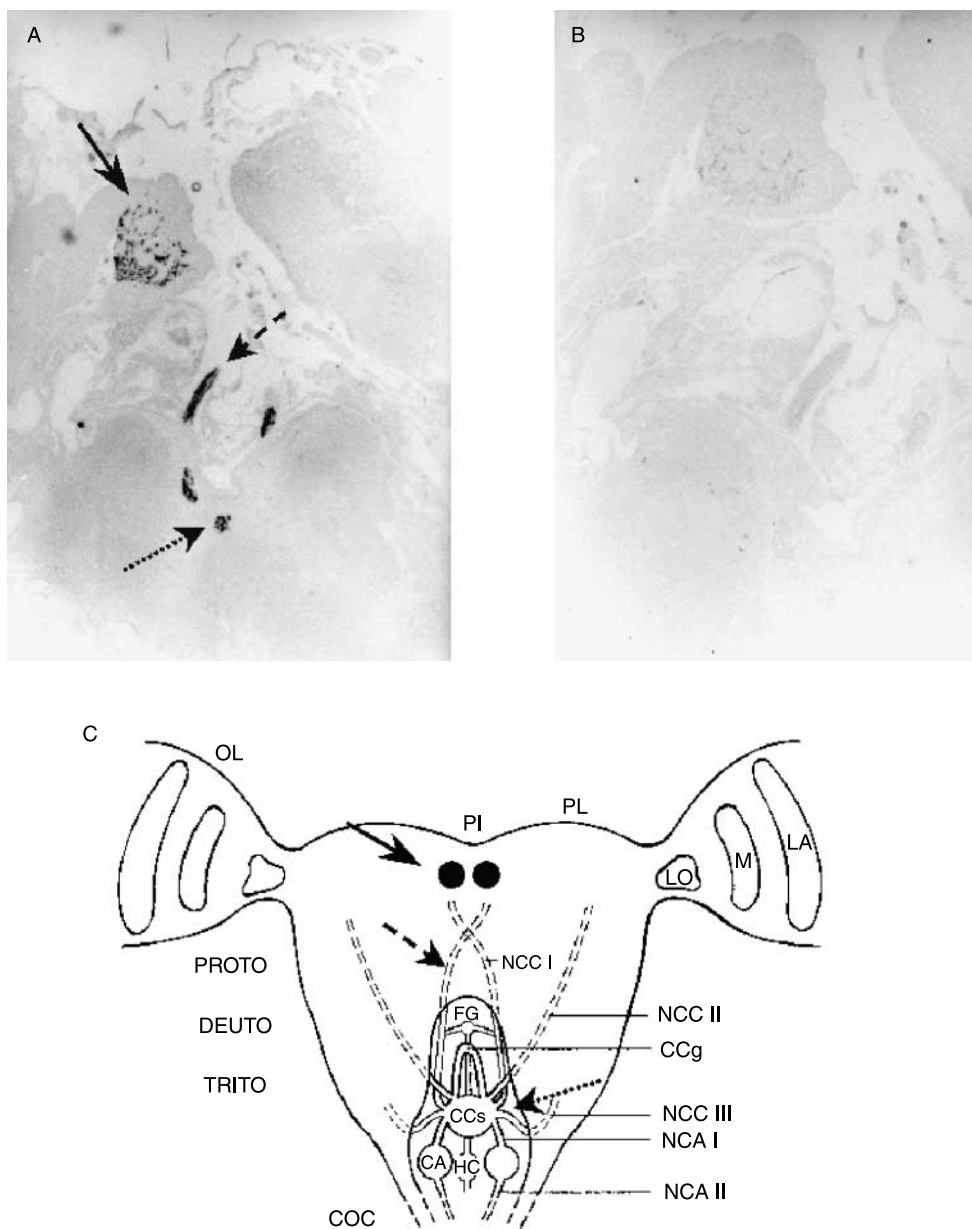 A
B
C
OL
PI
PL
M
LA
LO
PROTO
NCC I
DEUTO
FG
NCC II
CCg
TRITO
CCs
NCC III
NCA I
CA
HC
NCA II
COC